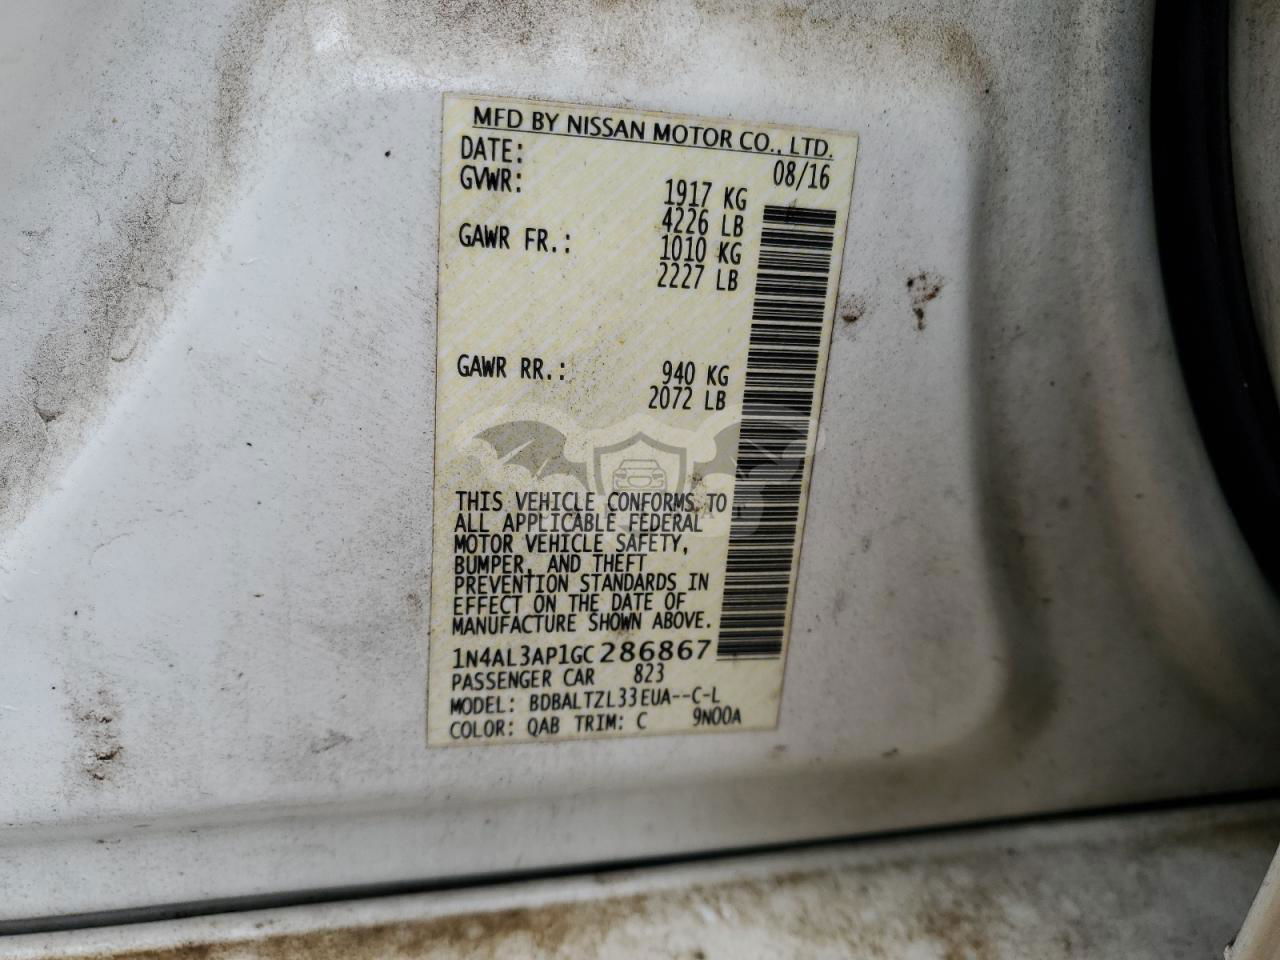 MFD BY NISSAN MOTOR CO., LTD.
DATE: 08/16
GVWR: 1917 KG
4226 LB
GAWR FR.: 1010 KG
2227 LB
GAWR RR.: 940 KG
2072 LB
THIS VEHICLE CONFORMS TO
ALL APPLICABLE FEDERAL
MOTOR VEHICLE SAFETY,
BUMPER, AND THEFT
PREVENTION STANDARDS IN
EFFECT ON THE DATE OF
MANUFACTURE SHOWN ABOVE.
1N4AL3AP1GC286867
PASSENGER CAR 823
MODEL: BDBALTZL33EUA--C-L
COLOR: QAB TRIM: C 9N00A